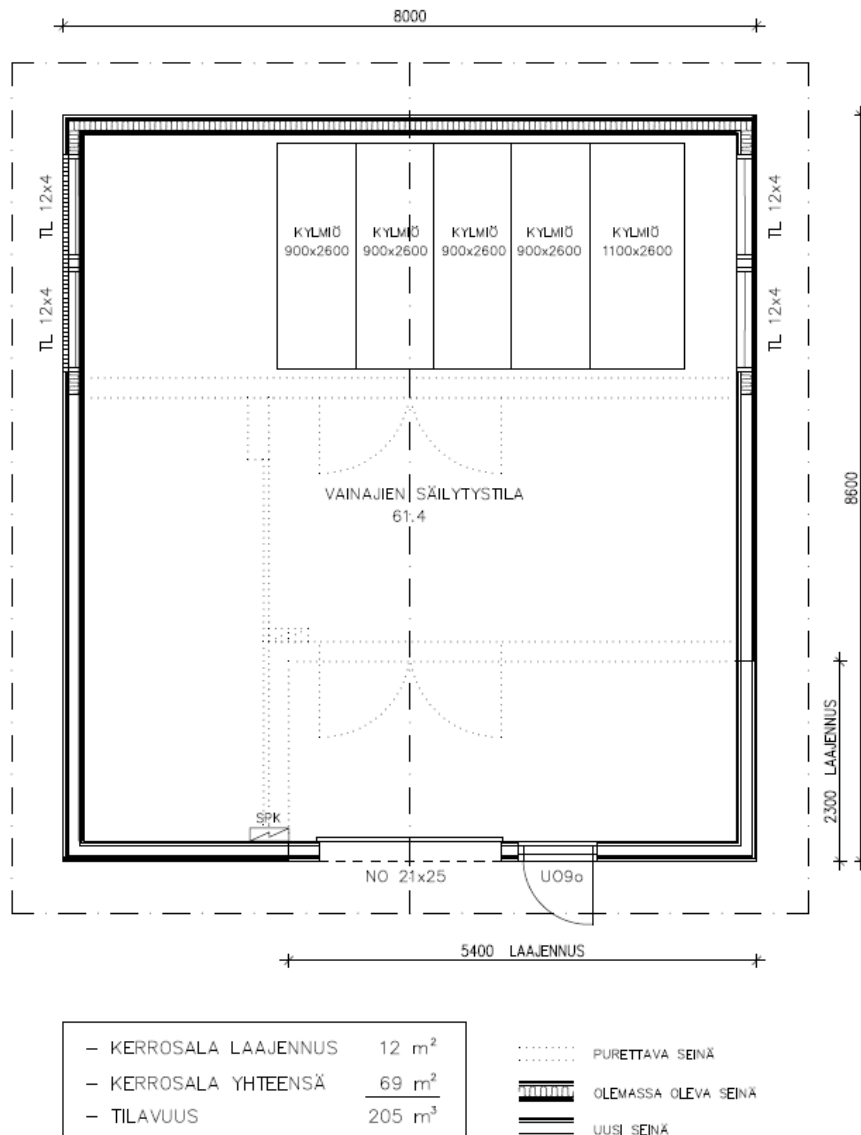 8000
TL 12x4
TL 12x4
TL 12x4
TL 12x4
KYLMIÖ
900x2600
KYLMIÖ
900x2600
KYLMIÖ
900x2600
KYLMIÖ
900x2600
KYLMIÖ
1100x2600
8600
VAINAJIEN SÄILYTYSTILA
61.4
2300 LAAJENNUS
SPK
NO 21x25
UO9o
5400 LAAJENNUS
– KERROSALA LAAJENNUS 12 m²
– KERROSALA YHTEENSÄ 69 m²
– TILAVUUS 205 m³
PURETTAVA SEINÄ
OLEMASSA OLEVA SEINÄ
UUSI SEINÄ